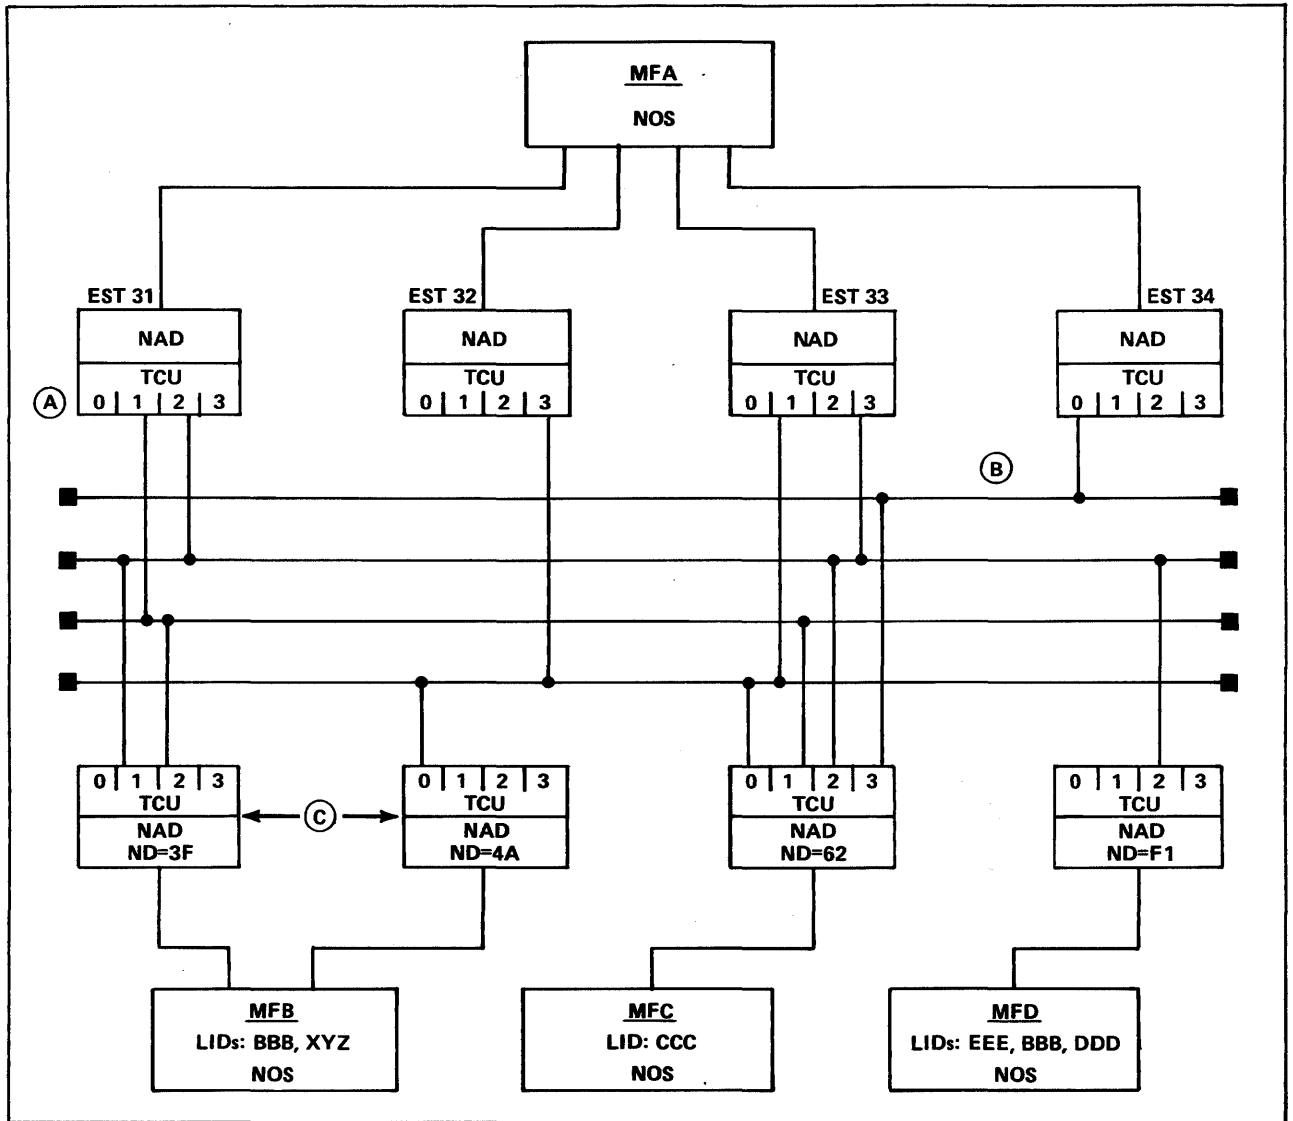 MFA
NOS
EST 31
EST 32
EST 33
EST 34
NAD
NAD
NAD
NAD
TCU
TCU
TCU
TCU
A
0 | 1 | 2 | 3
0 | 1 | 2 | 3
0 | 1 | 2 | 3
0 | 1 | 2 | 3
B
0 | 1 | 2 | 3
0 | 1 | 2 | 3
0 | 1 | 2 | 3
0 | 1 | 2 | 3
TCU
TCU
TCU
TCU
C
NAD
ND=3F
NAD
ND=4A
NAD
ND=62
NAD
ND=F1
MFB
LIDs: BBB, XYZ
NOS
MFC
LID: CCC
NOS
MFD
LIDs: EEE, BBB, DDD
NOS